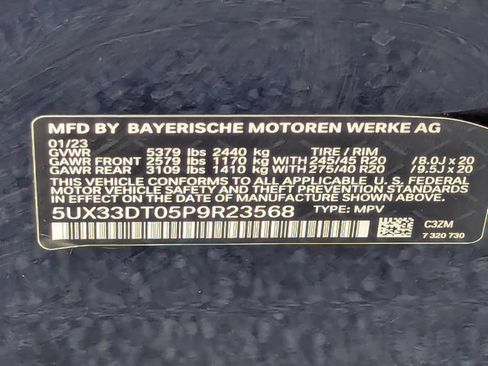 MFD BY BAYERISCHE MOTOREN WERKE AG
01/23
GVWR 5379 lbs 2440 kg TIRE / RIM
GAWR FRONT 2579 lbs 1170 kg WITH 245/45 R20 /8.0J x 20
GAWR REAR 3109 lbs 1410 kg WITH 275/40 R20 /9.5J x 20
THIS VEHICLE CONFORMS TO ALL APPLICABLE U.S. FEDERAL
MOTOR VEHICLE SAFETY STANDARDS
IN EFFECT ON THE DATE OF MANUFACTURE SHOWN ABOVE.
5UX33DT05P9R23568 TYPE: MPV
C3ZM
7 320 730